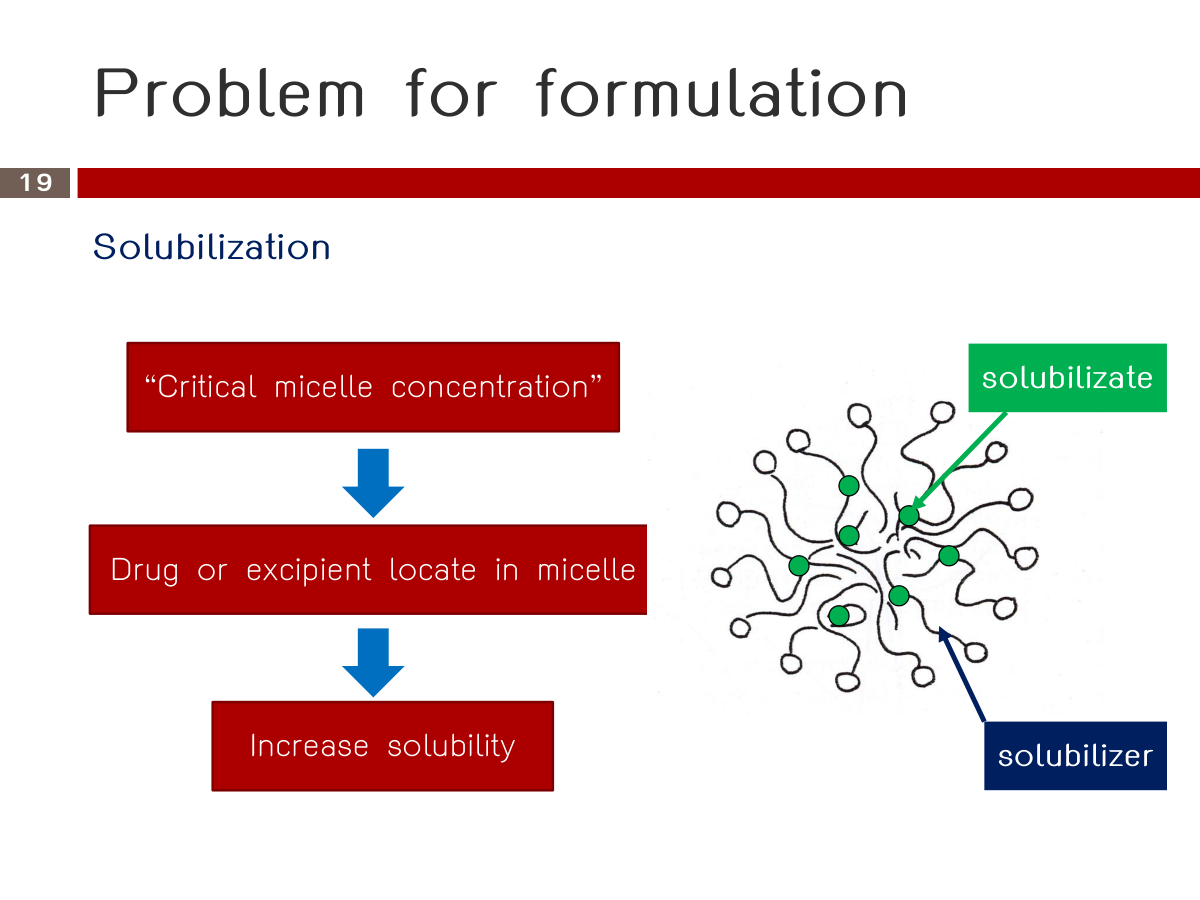 Problem for formulation
19
Solubilization
“Critical micelle concentration”
Drug or excipient locate in micelle
Increase solubility
solubilizate
solubilizer